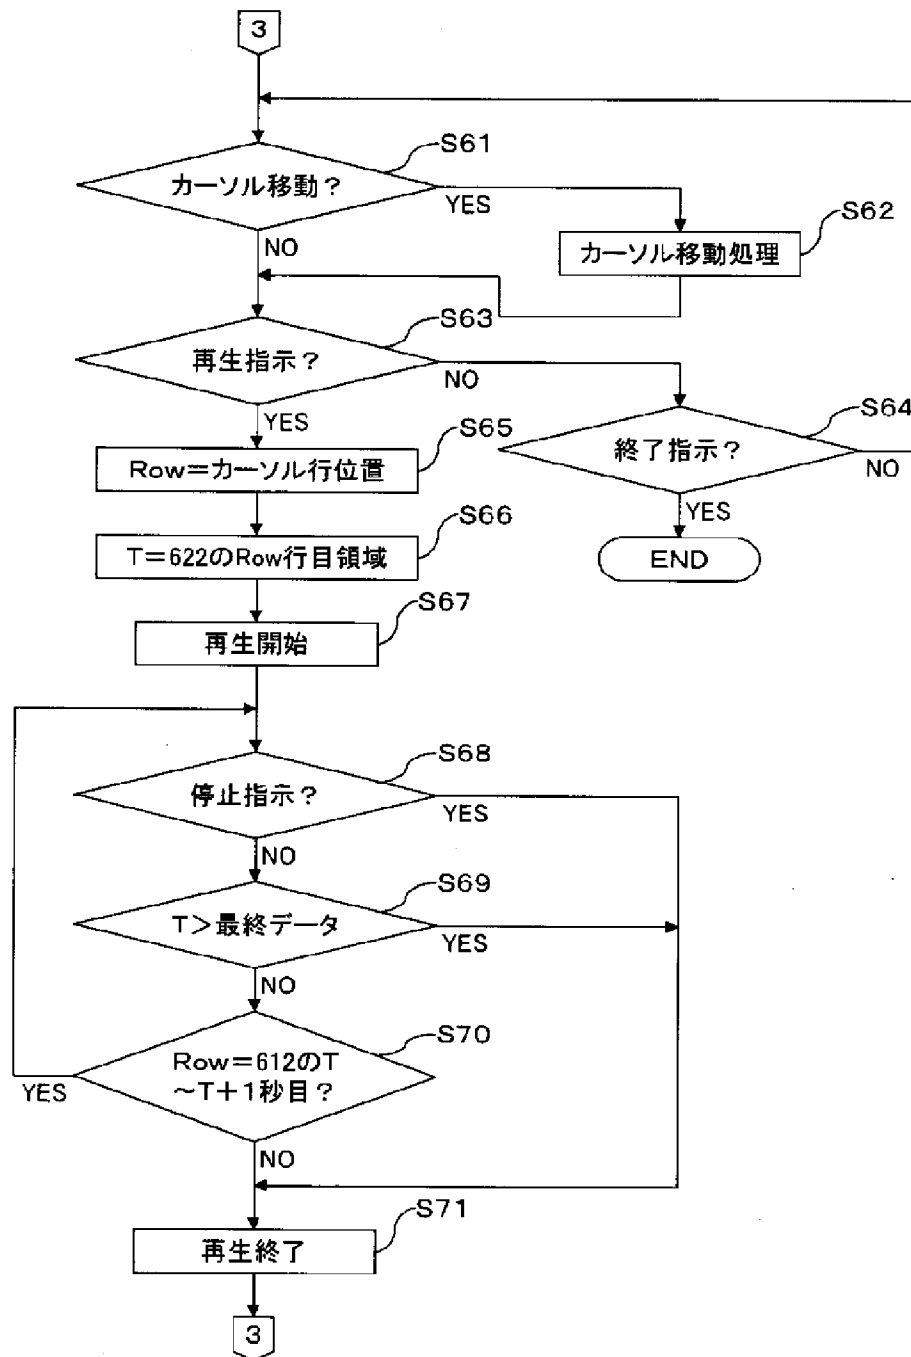 3
S61
カーソル移動?
YES
S62
NO
カーソル移動処理
S63
再生指示?
NO
S64
YES
S65
終了指示?
Row=カーソル行位置
NO
S66
YES
T=622のRow行目領域
END
S67
再生開始
S68
停止指示?
YES
NO
S69
T>最終データ
YES
NO
S70
Row=612のT
~T+1秒目?
YES
NO
S71
再生終了
3